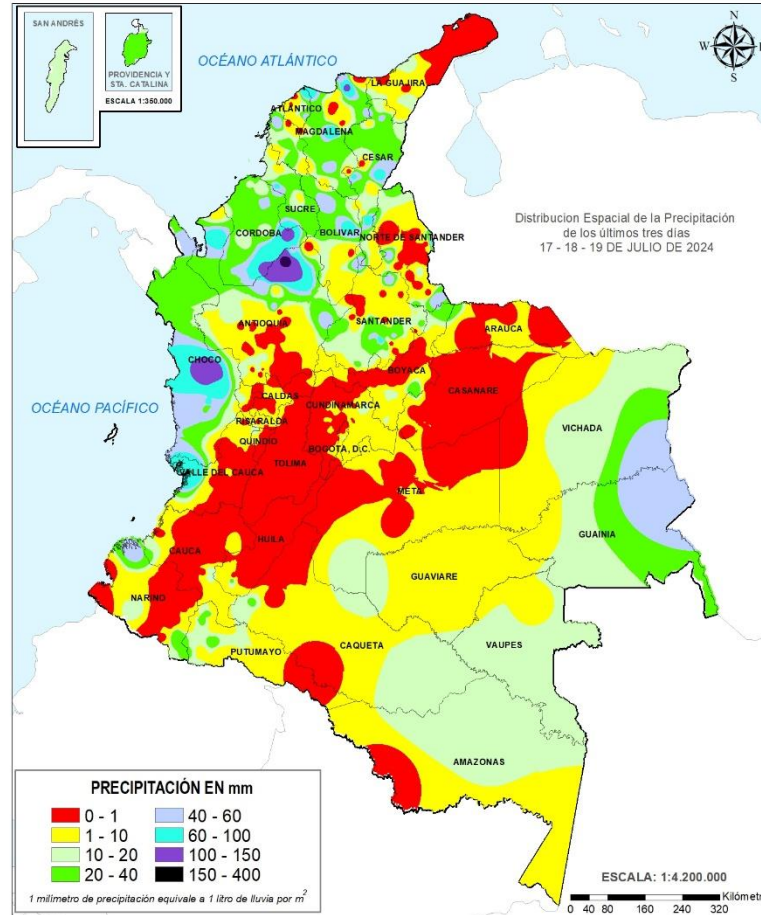 SAN ANDRÉS
PROVIDENCIA Y
STA. CATALINA
ESCALA 1:350.000
OCÉANO ATLÁNTICO
N
W
E
S
LA GUAJIRA
ATLÁNTICO
MAGDALENA
CESAR
SUCRE
CORDOBA
BOLIVAR
NORTE DE SANTANDER
Distribucion Espacial de la Precipitación
de los últimos tres días
17 - 18 - 19 DE JULIO DE 2024
ANTIOQUIA
SANTANDER
ARAUCA
CHOCO
BOYACA
CASANARE
CALDAS
CUNDINAMARCA
OCÉANO PACÍFICO
RISARALDA
QUINDIO
BOGOTA, D.C.
VICHADA
TOLIMA
VALLE DEL CAUCA
META
GUAINIA
CAUCA
HUILA
GUAVIARE
NARIÑO
PUTUMAYO
CAQUETA
VAUPES
AMAZONAS
PRECIPITACIÓN EN mm
0 - 1
1 - 10
10 - 20
20 - 40
40 - 60
60 - 100
100 - 150
150 - 400
1 milímetro de precipitación equivale a 1 litro de lluvia por m²
ESCALA: 1:4.200.000
Kilómetr
0 40 80 160 240 320